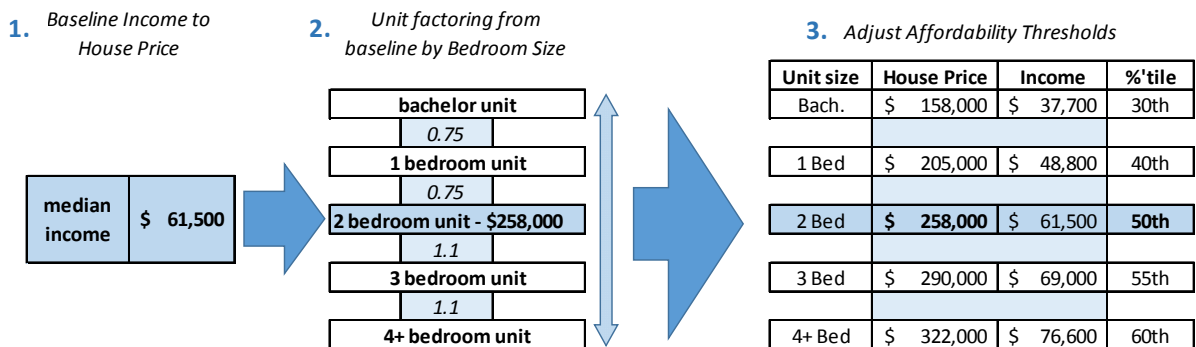 1. Baseline Income to
House Price
median
income
$ 61,500
2. Unit factoring from
baseline by Bedroom Size
bachelor unit
0.75
1 bedroom unit
0.75
2 bedroom unit - $258,000
1.1
3 bedroom unit
1.1
4+ bedroom unit
3. Adjust Affordability Thresholds
Unit size House Price Income %'tile
Bach. $ 158,000 $ 37,700 30th
1 Bed $ 205,000 $ 48,800 40th
2 Bed $ 258,000 $ 61,500 50th
3 Bed $ 290,000 $ 69,000 55th
4+ Bed $ 322,000 $ 76,600 60th